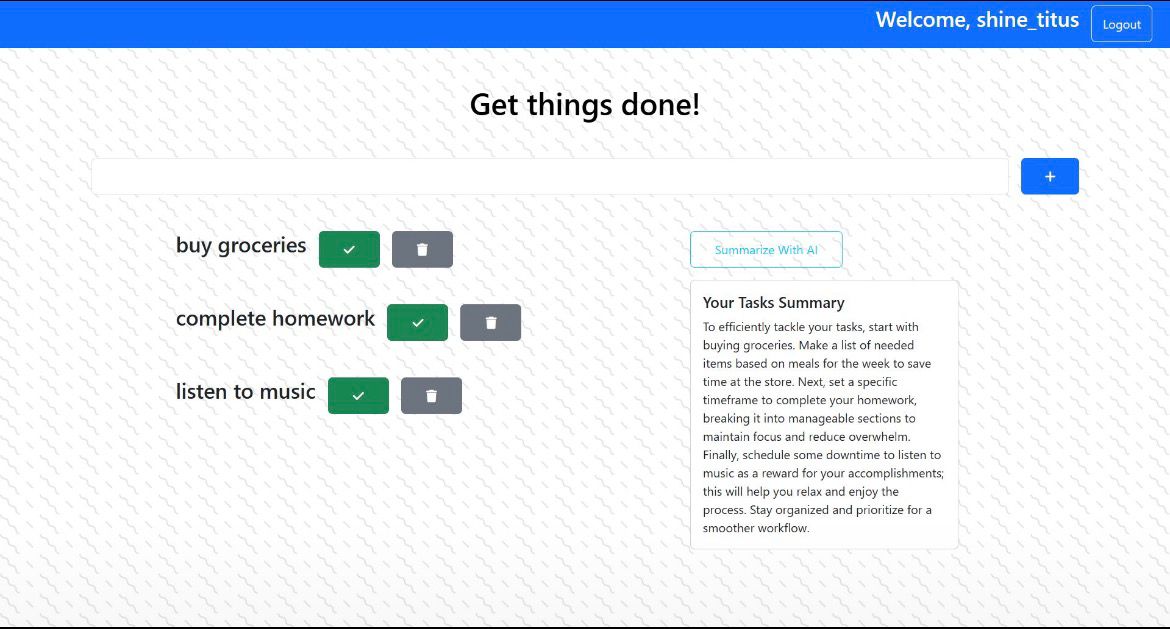 Welcome, shine_titus
Logout
Get things done!
+
buy groceries
complete homework
listen to music
Summarize With AI
Your Tasks Summary
To efficiently tackle your tasks, start with
buying groceries. Make a list of needed
items based on meals for the week to save
time at the store. Next, set a specific
timeframe to complete your homework,
breaking it into manageable sections to
maintain focus and reduce overwhelm.
Finally, schedule some downtime to listen to
music as a reward for your accomplishments;
this will help you relax and enjoy the
process. Stay organized and prioritize for a
smoother workflow.